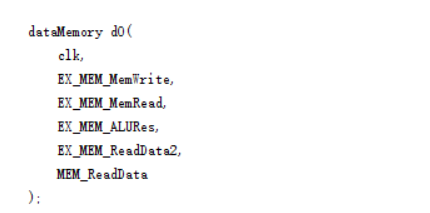 dataMemory d0(
clk,
EX_MEM_MemWrite,
EX_MEM_MemRead,
EX_MEM_ALURes,
EX_MEM_ReadData2,
MEM_ReadData
);